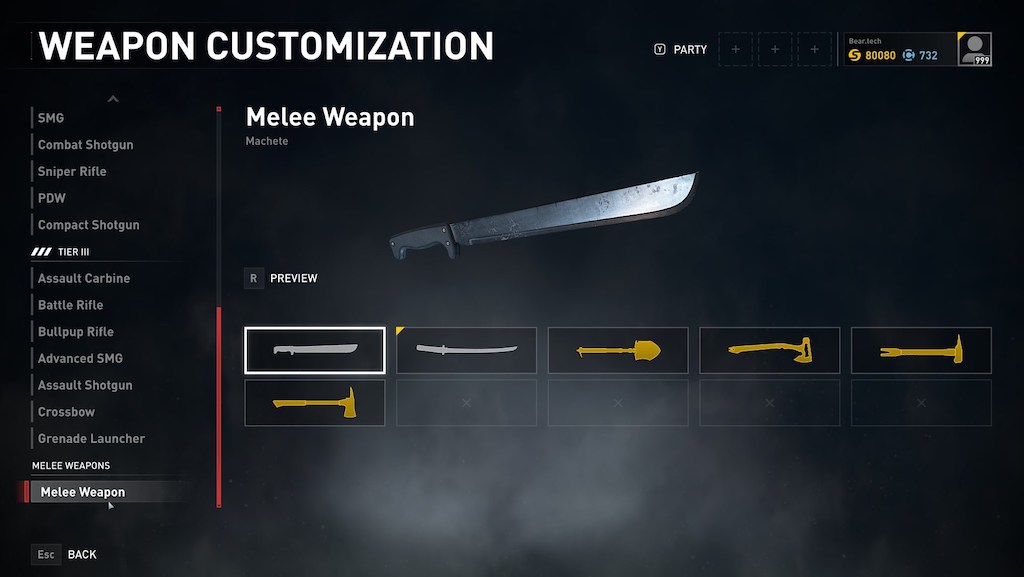 WEAPON CUSTOMIZATION
Y PARTY
Bear.tech
80080 732
999
SMG
Combat Shotgun
Sniper Rifle
PDW
Compact Shotgun
TIER III
Assault Carbine
Battle Rifle
Bullpup Rifle
Advanced SMG
Assault Shotgun
Crossbow
Grenade Launcher
MELEE WEAPONS
Melee Weapon
Melee Weapon
Machete
R PREVIEW
Esc BACK